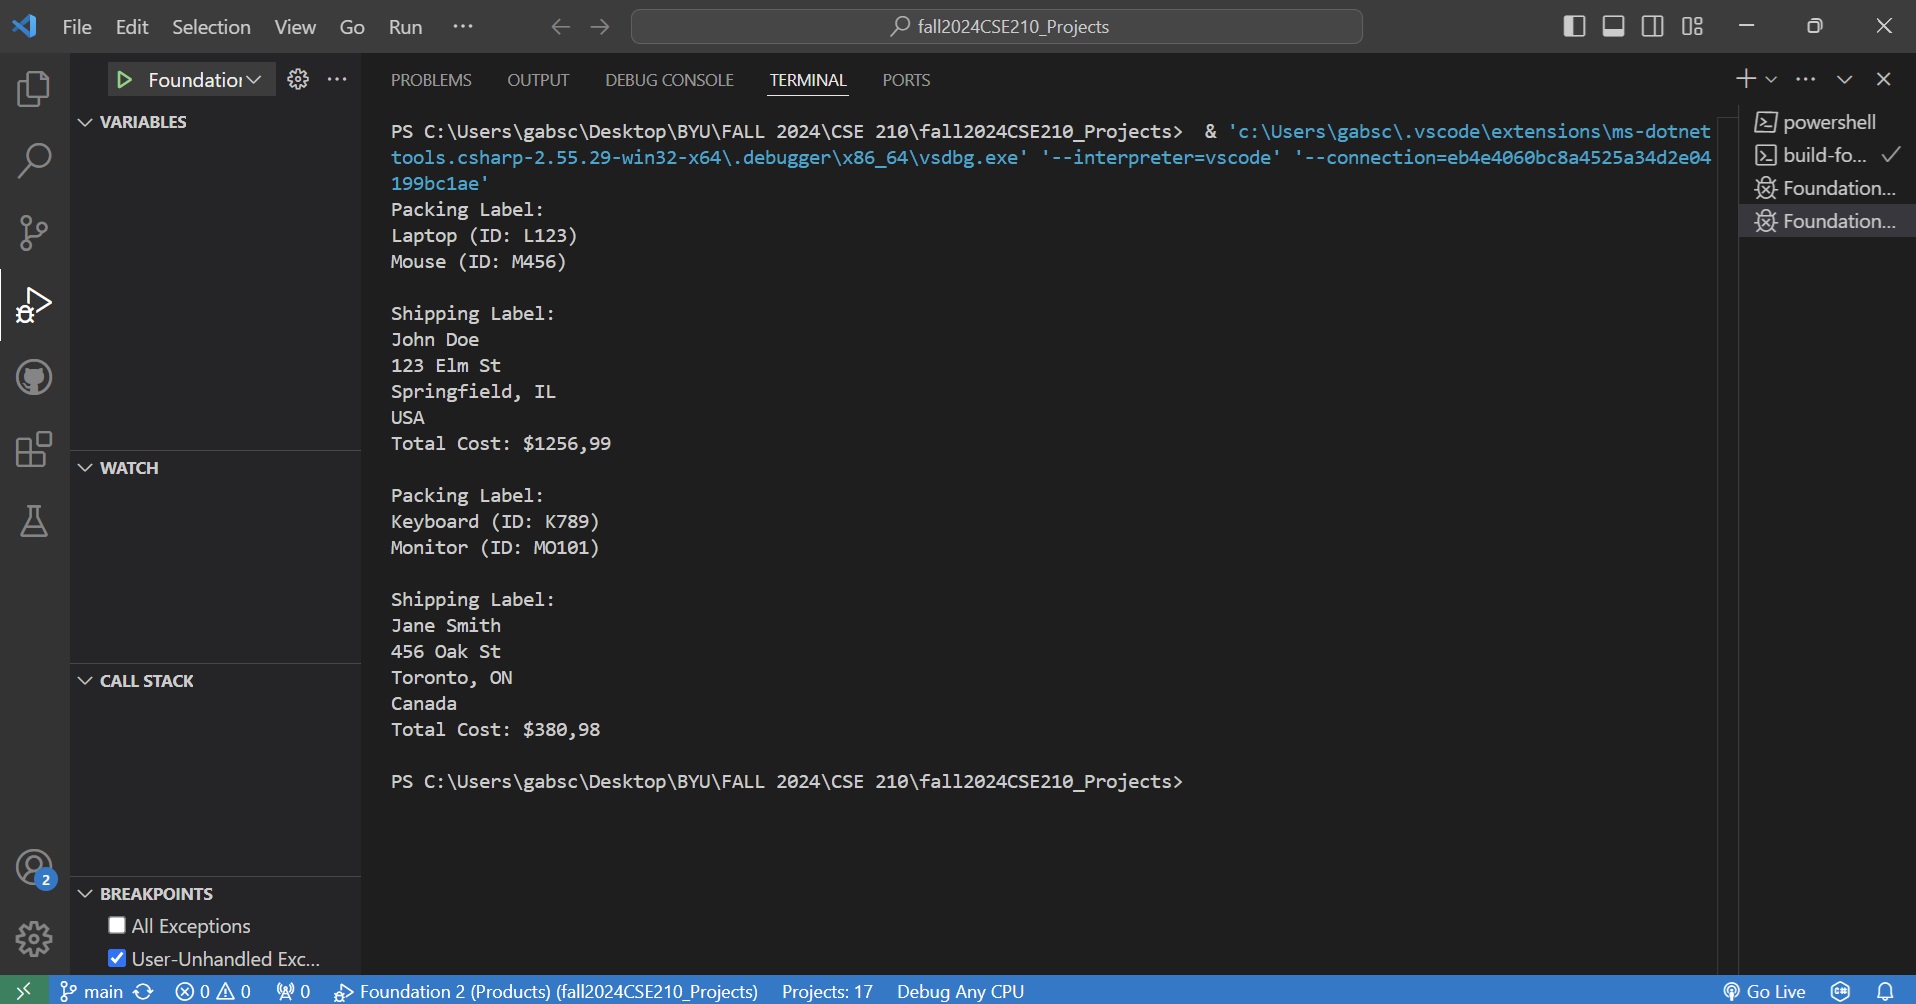 File Edit Selection View Go Run ···
fall2024CSE210_Projects
Foundatior
VARIABLES
WATCH
CALL STACK
BREAKPOINTS
All Exceptions
User-Unhandled Exc...
2
PROBLEMS OUTPUT DEBUG CONSOLE TERMINAL PORTS
PS C:\Users\gabsc\Desktop\BYU\FALL 2024\CSE 210\fall2024CSE210_Projects>  & 'c:\Users\gabsc\.vscode\extensions\ms-dotnet
tools.csharp-2.55.29-win32-x64\.debugger\x86_64\vsdbg.exe' '--interpreter=vscode' '--connection=eb4e4060bc8a4525a34d2e04
199bc1ae'
Packing Label:
Laptop (ID: L123)
Mouse (ID: M456)
Shipping Label:
John Doe
123 Elm St
Springfield, IL
USA
Total Cost: $1256,99
Packing Label:
Keyboard (ID: K789)
Monitor (ID: MO101)
Shipping Label:
Jane Smith
456 Oak St
Toronto, ON
Canada
Total Cost: $380,98
PS C:\Users\gabsc\Desktop\BYU\FALL 2024\CSE 210\fall2024CSE210_Projects>
powershell
build-fo...
Foundation...
Foundation...
main 0 0 0 Foundation 2 (Products) (fall2024CSE210_Projects) Projects: 17 Debug Any CPU Go Live